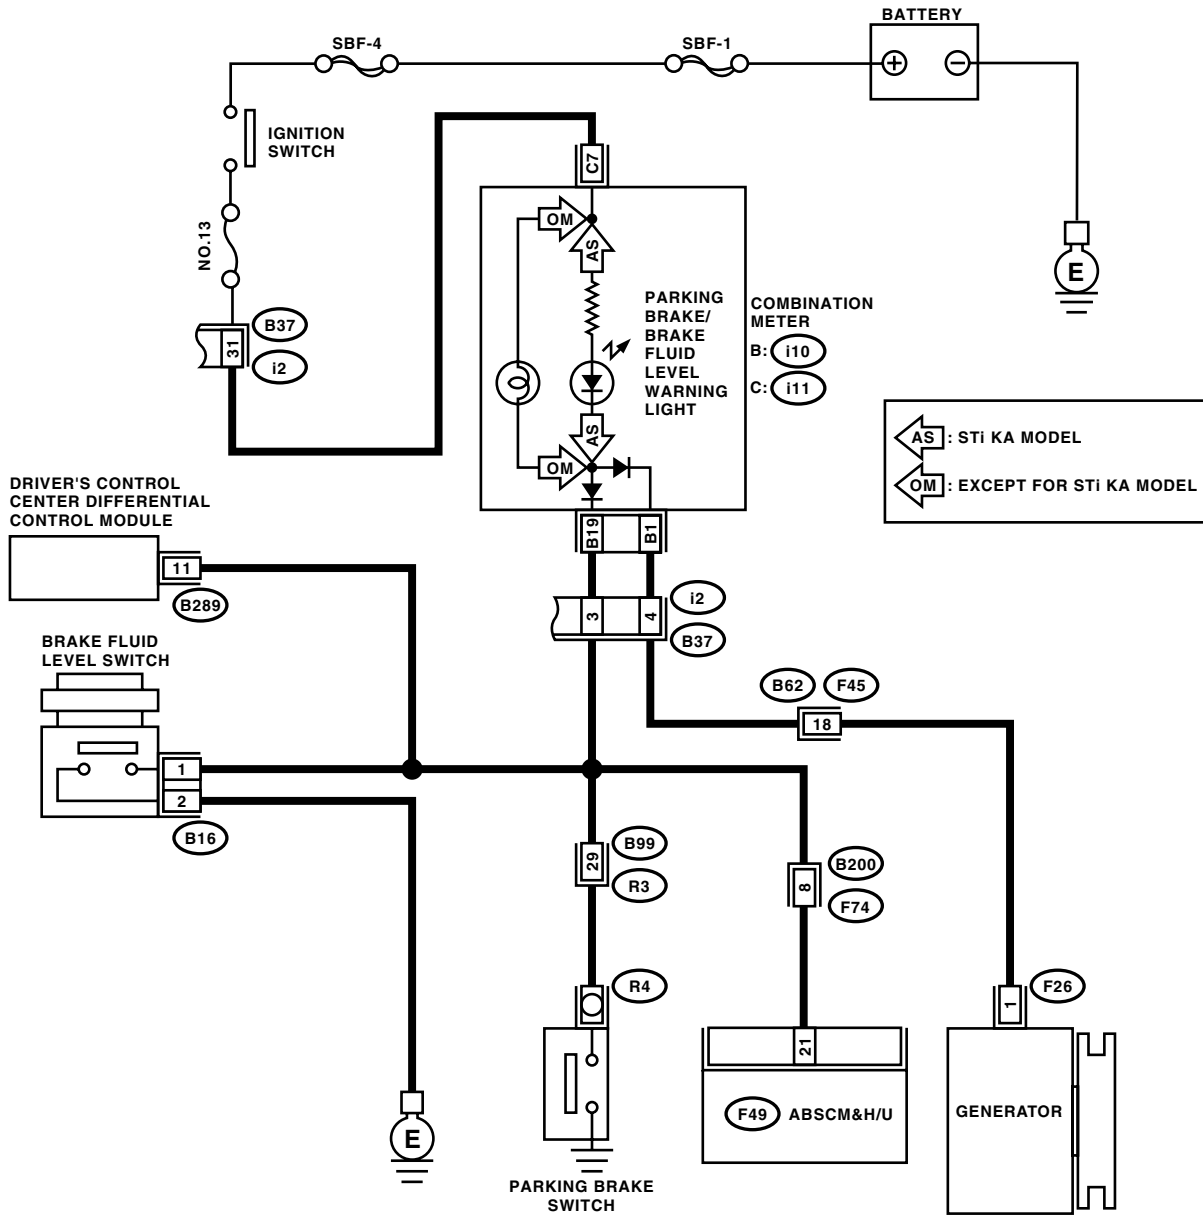 BATTERY
SBF-4
SBF-1
+
−
IGNITION
SWITCH
C7
NO.13
OM
AS
E
B37
31
i2
PARKING
BRAKE/
BRAKE
FLUID
LEVEL
WARNING
LIGHT
COMBINATION
METER
B: i10
C: i11
AS
OM
AS : STi KA MODEL
OM : EXCEPT FOR STi KA MODEL
DRIVER'S CONTROL
CENTER DIFFERENTIAL
CONTROL MODULE
11
B289
B19
B1
3
4
i2
B37
BRAKE FLUID
LEVEL SWITCH
B62
F45
18
1
2
B16
29
B99
R3
8
B200
F74
R4
1
F26
21
F49 ABSCM&H/U
GENERATOR
E
PARKING BRAKE
SWITCH